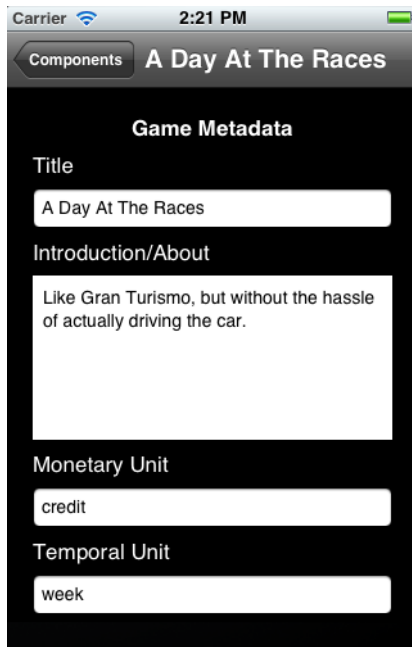 Carrier 2:21 PM
Components A Day At The Races
Game Metadata
Title
A Day At The Races
Introduction/About
Like Gran Turismo, but without the hassle
of actually driving the car.
Monetary Unit
credit
Temporal Unit
week